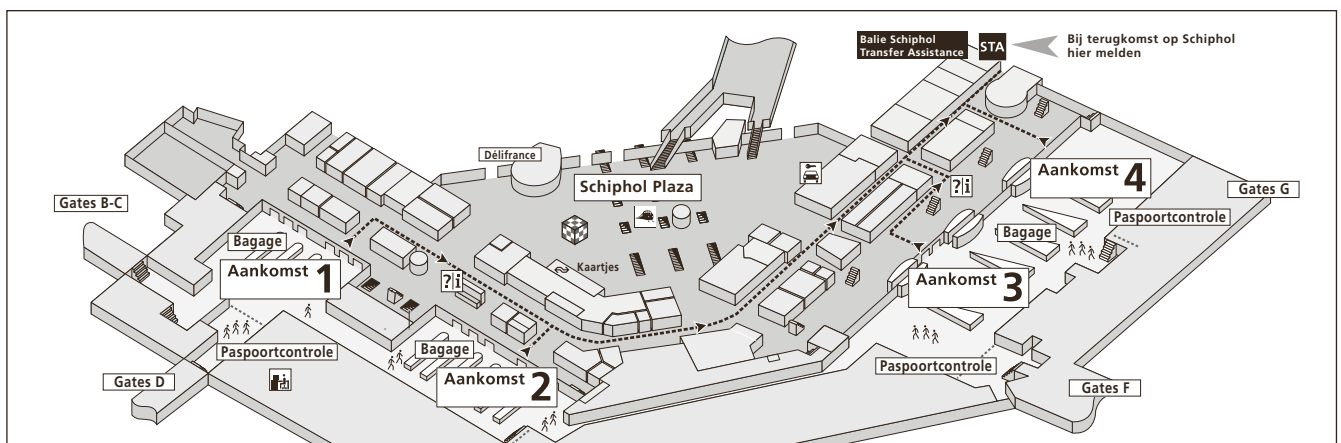 Balie Schiphol
Transfer Assistance
STA
Bij terugkomst op Schiphol
hier melden
Délifrance
Schiphol Plaza
Aankomst 4
Gates G
Gates B-C
?i
Paspoortcontrole
Bagage
Bagage
Aankomst 1
Kaartjes
?i
Aankomst 3
Paspoortcontrole
Bagage
Paspoortcontrole
Gates D
Aankomst 2
Gates F